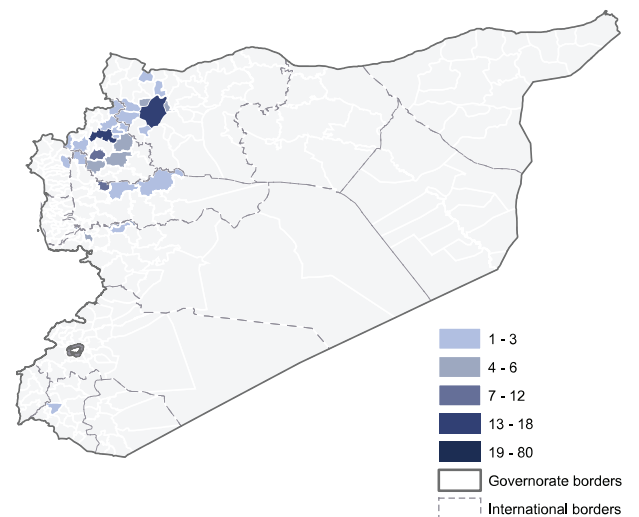 1 - 3
4 - 6
7 - 12
13 - 18
19 - 80
Governorate borders
International borders